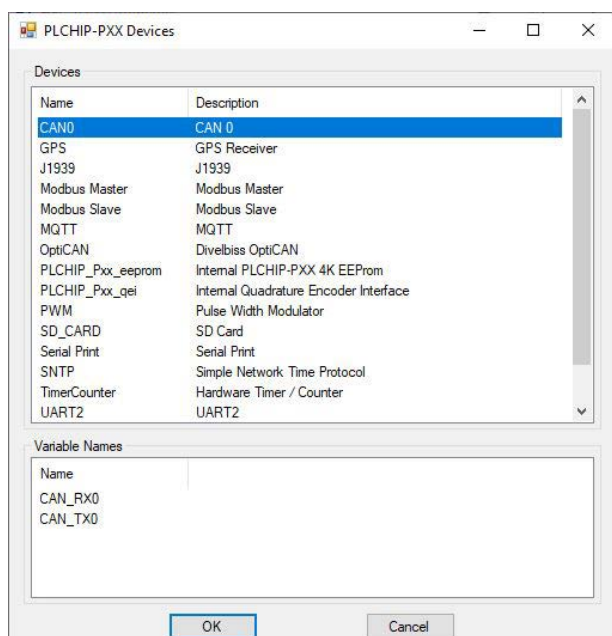 PLCHIP-PXX Devices
Devices
Name Description
CAN0 CAN 0
GPS GPS Receiver
J1939 J1939
Modbus Master Modbus Master
Modbus Slave Modbus Slave
MQTT MQTT
OptiCAN Divelbiss OptiCAN
PLCHIP_Pxx_eeprom Internal PLCHIP-PXX 4K EEProm
PLCHIP_Pxx_qei Internal Quadrature Encoder Interface
PWM Pulse Width Modulator
SD_CARD SD Card
Serial Print Serial Print
SNTP Simple Network Time Protocol
TimerCounter Hardware Timer / Counter
UART2 UART2
Variable Names
Name
CAN_RX0
CAN_TX0
OK Cancel